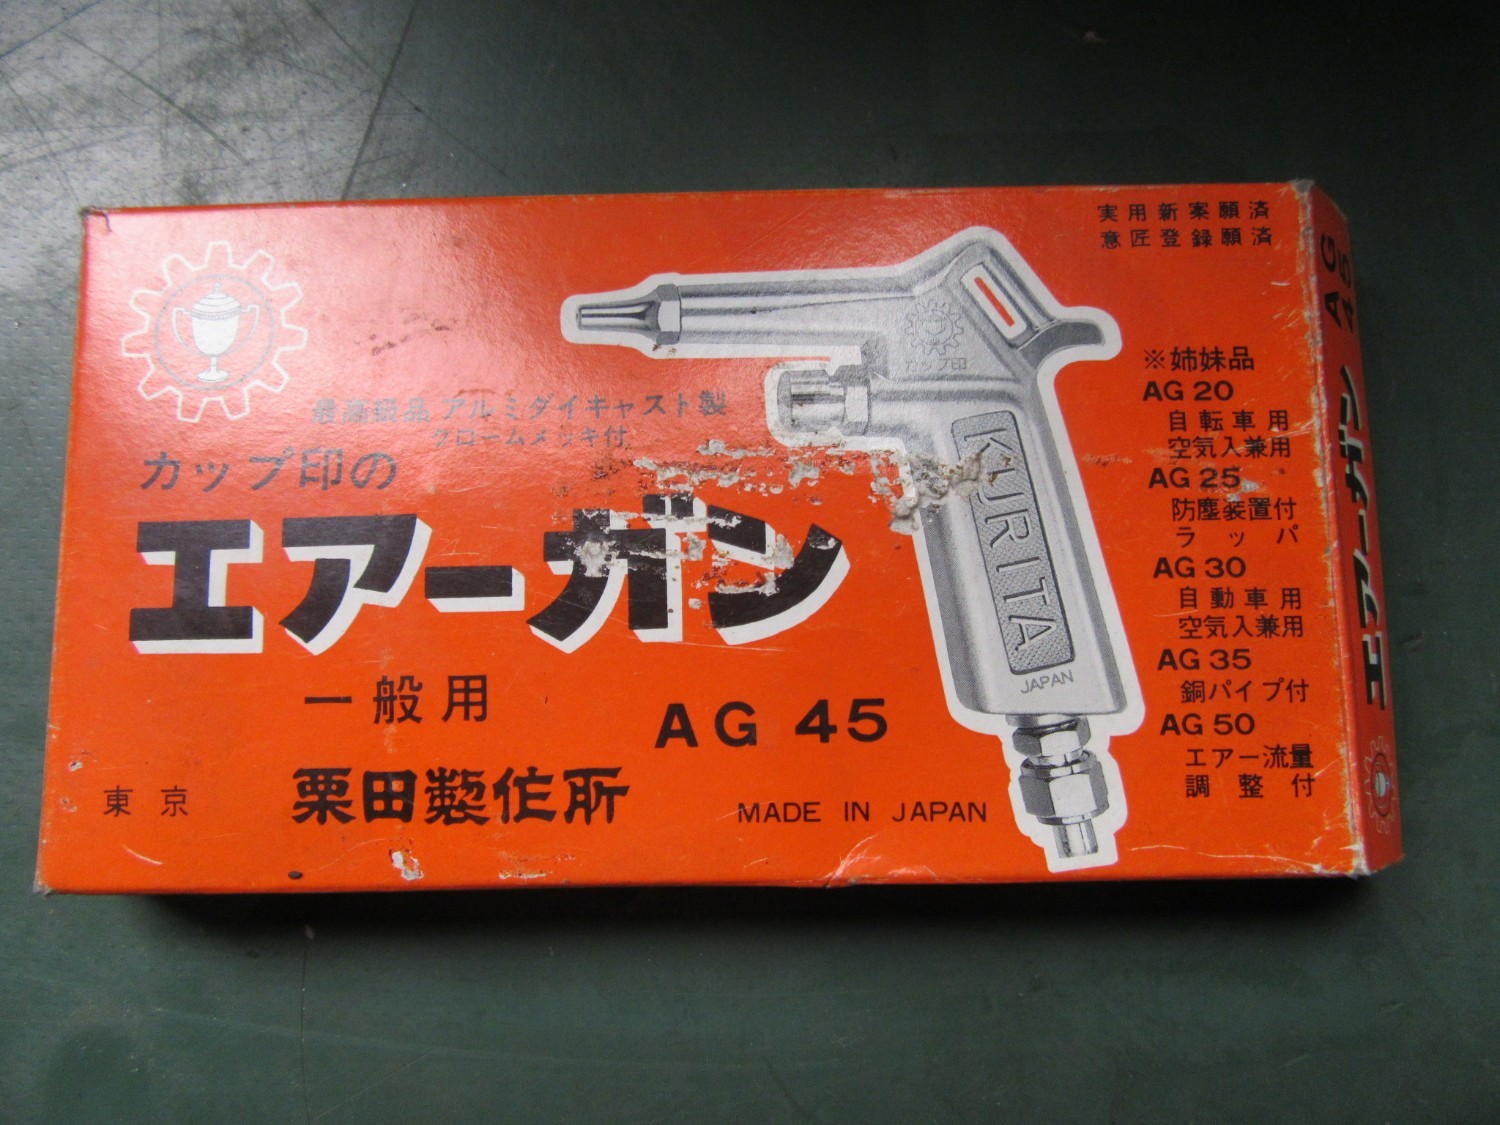 実用新案願済
意匠登録願済
カップ印
最高級品 アルミダイキャスト製
クロームメッキ付
カップ印の
エアーガン
一般用
AG 45
東京
栗田製作所
MADE IN JAPAN
KURITA
JAPAN
※姉妹品
AG 20
自転車用
空気入兼用
AG 25
防塵装置付
ラッパ
AG 30
自動車用
空気入兼用
AG 35
銅パイプ付
AG 50
エアー流量
調整付
AG
45
エアーガン